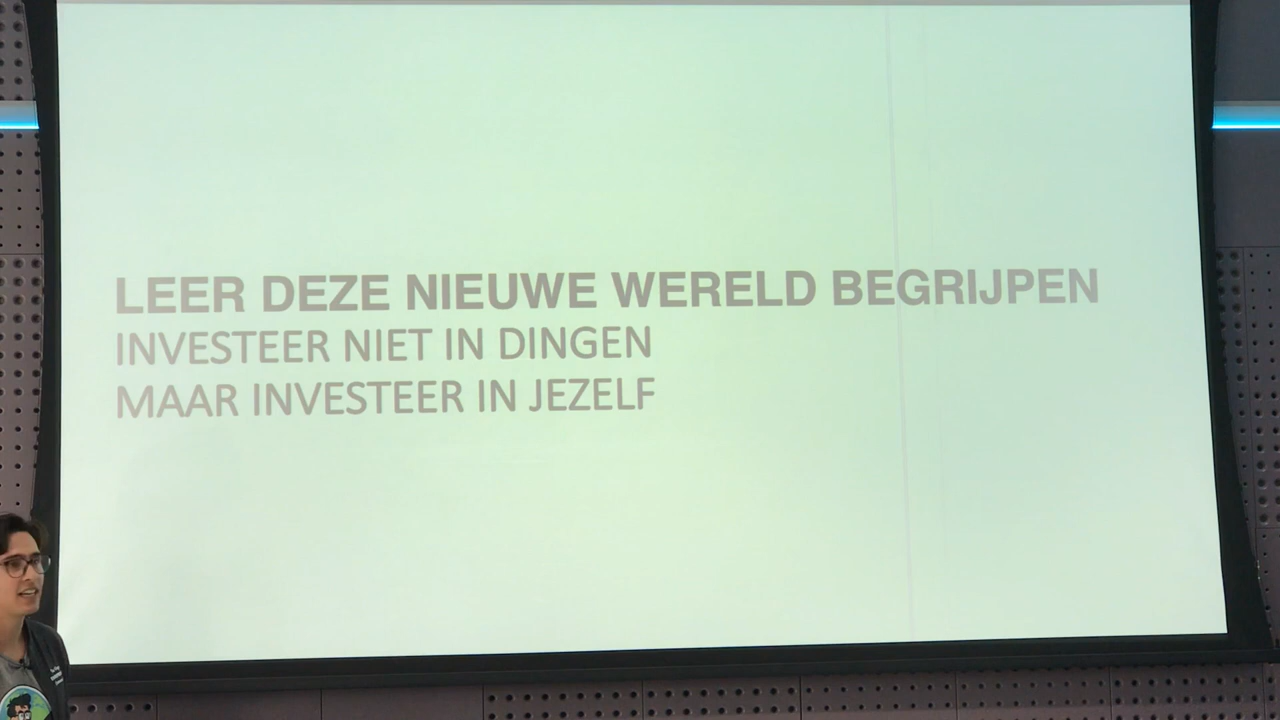 LEER DEZE NIEUWE WERELD BEGRIJPEN
INVESTEER NIET IN DINGEN
MAAR INVESTEER IN JEZELF